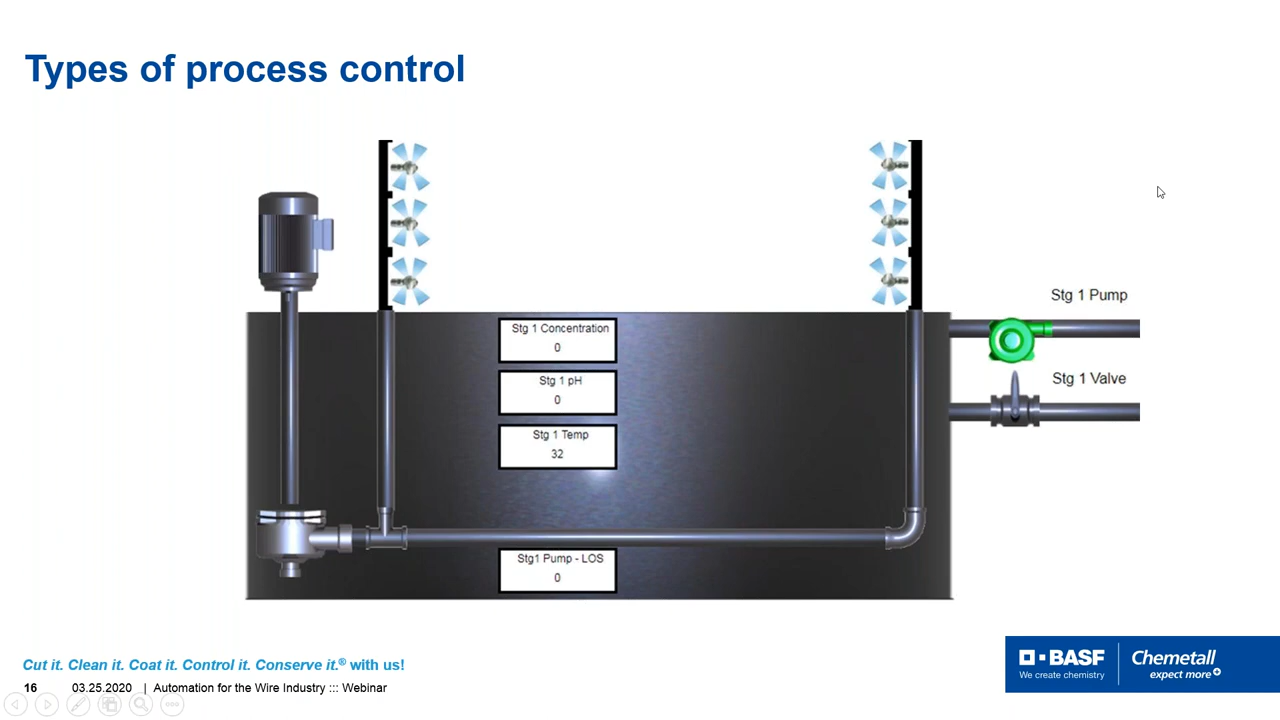 Types of process control
Stg 1 Concentration
0
Stg 1 pH
0
Stg 1 Temp
32
Stg1 Pump - LOS
0
Stg 1 Pump
Stg 1 Valve
Cut it. Clean it. Coat it. Control it. Conserve it.® with us!
16 03.25.2020 | Automation for the Wire Industry ::: Webinar
BASF
We create chemistry
Chemetall
expect more